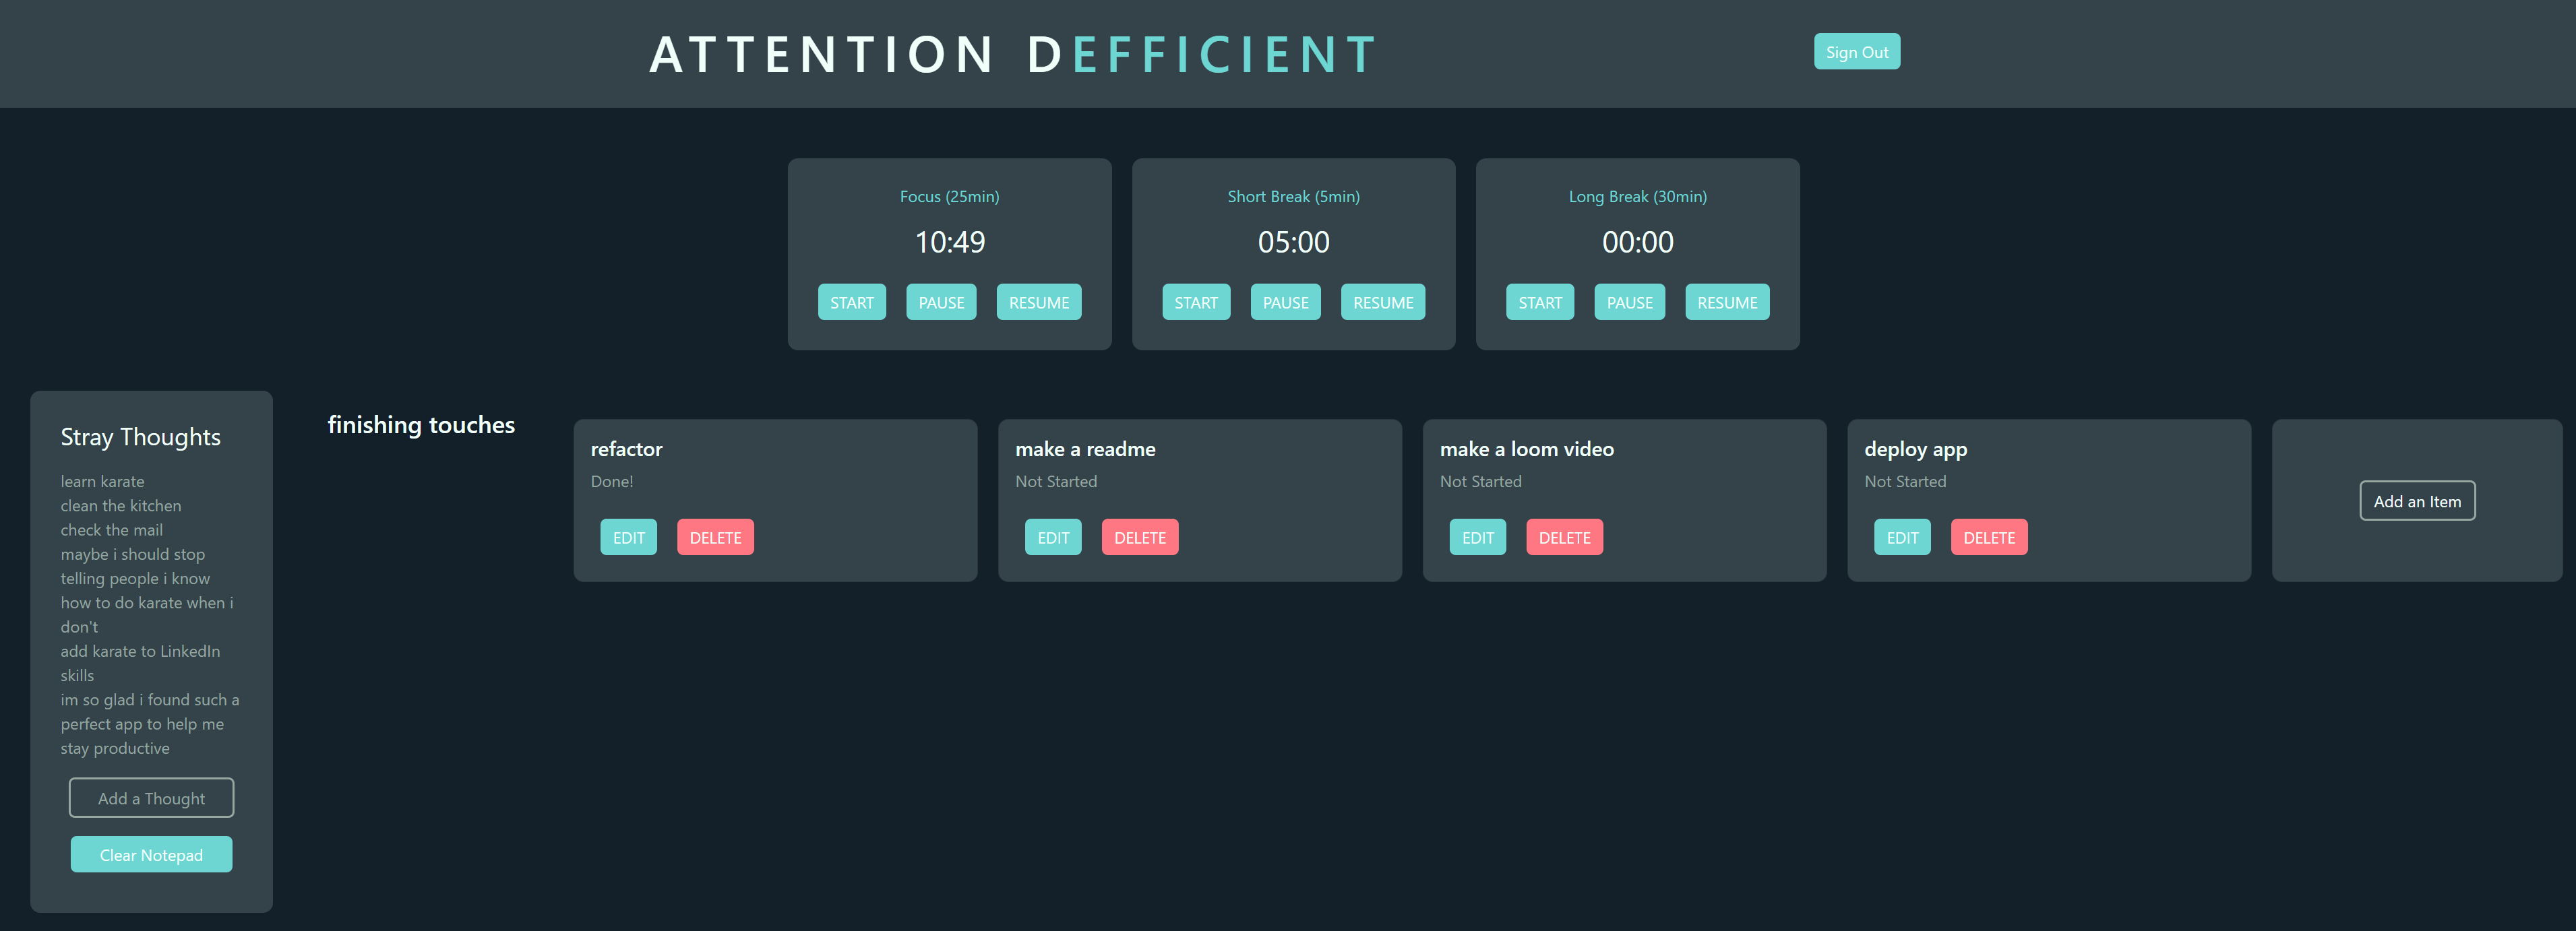 ATTENTION DEFFICIENT
Sign Out
Focus (25min)
10:49
START PAUSE RESUME
Short Break (5min)
05:00
START PAUSE RESUME
Long Break (30min)
00:00
START PAUSE RESUME
Stray Thoughts
learn karate
clean the kitchen
check the mail
maybe i should stop
telling people i know
how to do karate when i
don't
add karate to LinkedIn
skills
im so glad i found such a
perfect app to help me
stay productive
Add a Thought
Clear Notepad
finishing touches
refactor
Done!
EDIT DELETE
make a readme
Not Started
EDIT DELETE
make a loom video
Not Started
EDIT DELETE
deploy app
Not Started
EDIT DELETE
Add an Item